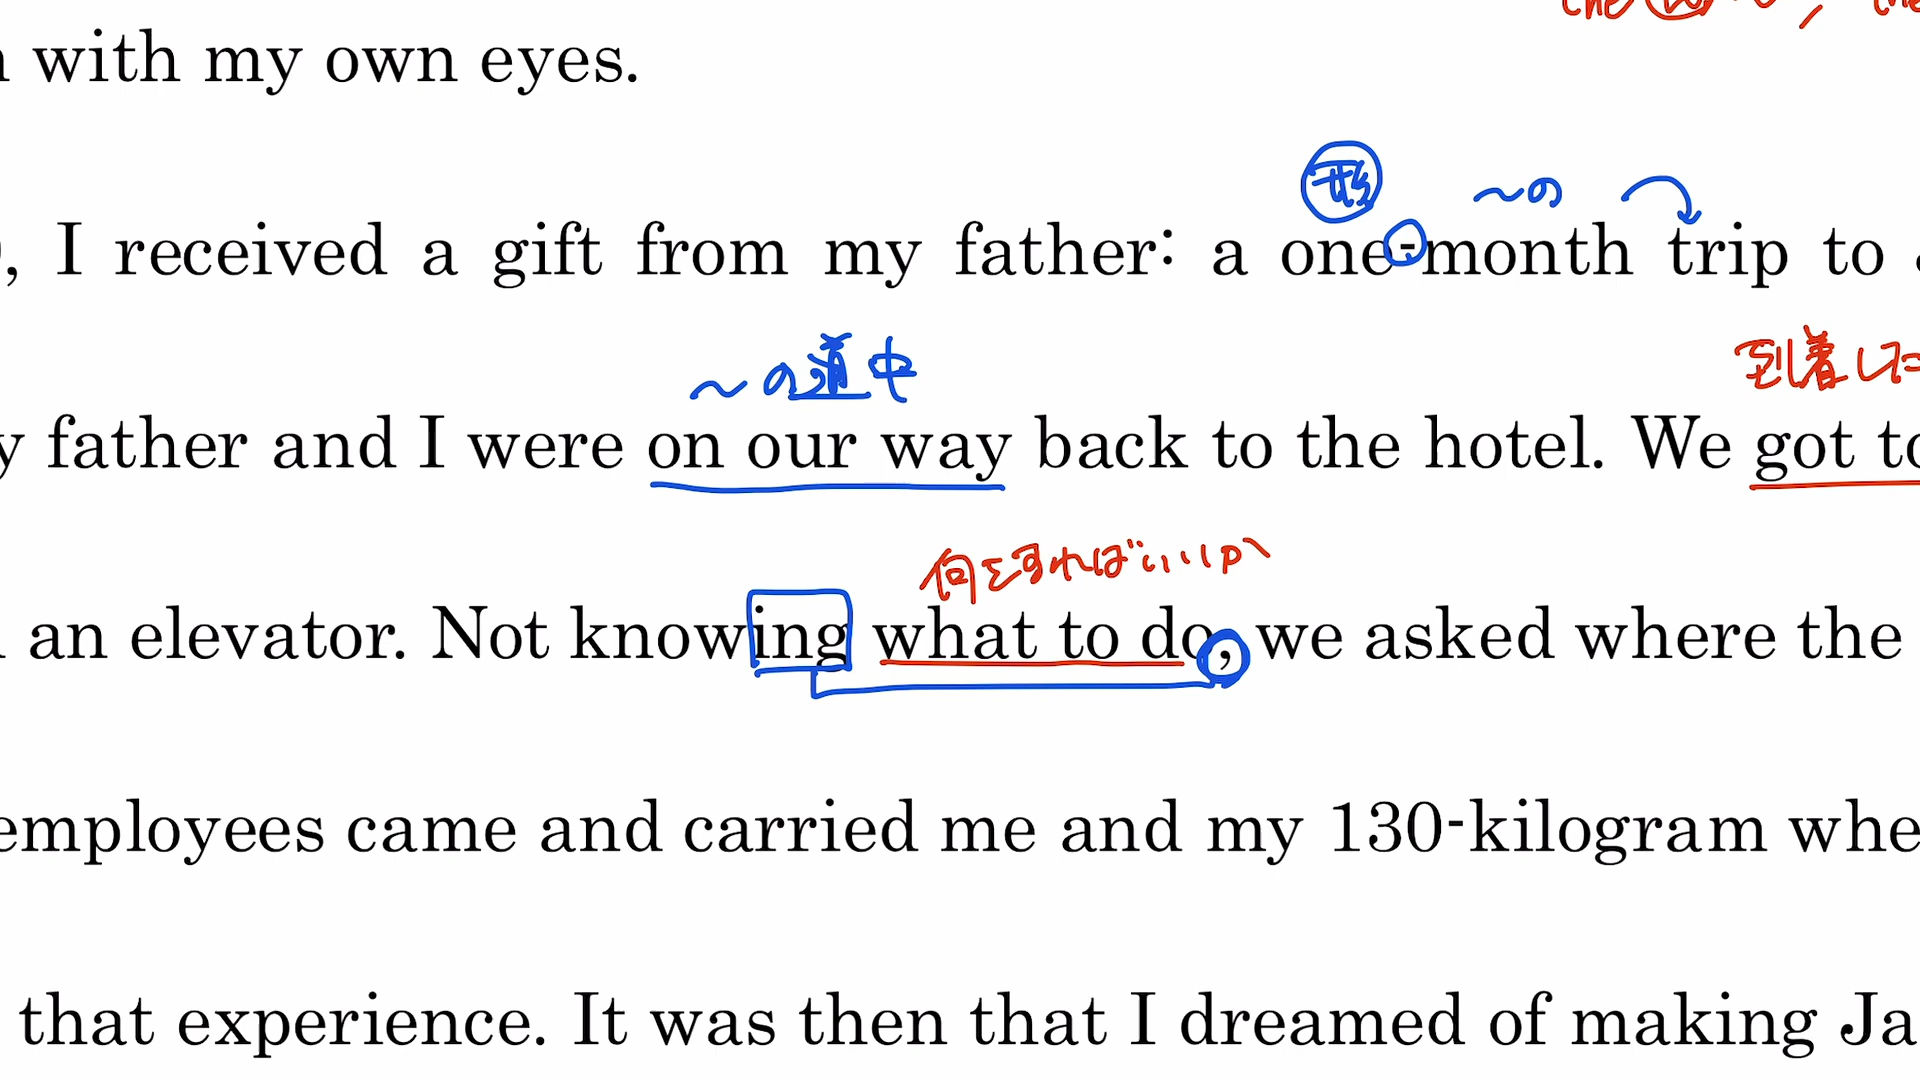 with my own eyes.
形 〜の
, I received a gift from my father: a one-month trip to
〜の道中 到着した
father and I were on our way back to the hotel. We got to
何をすればいいか
an elevator. Not knowing what to do, we asked where the
employees came and carried me and my 130-kilogram whe
that experience. It was then that I dreamed of making Ja